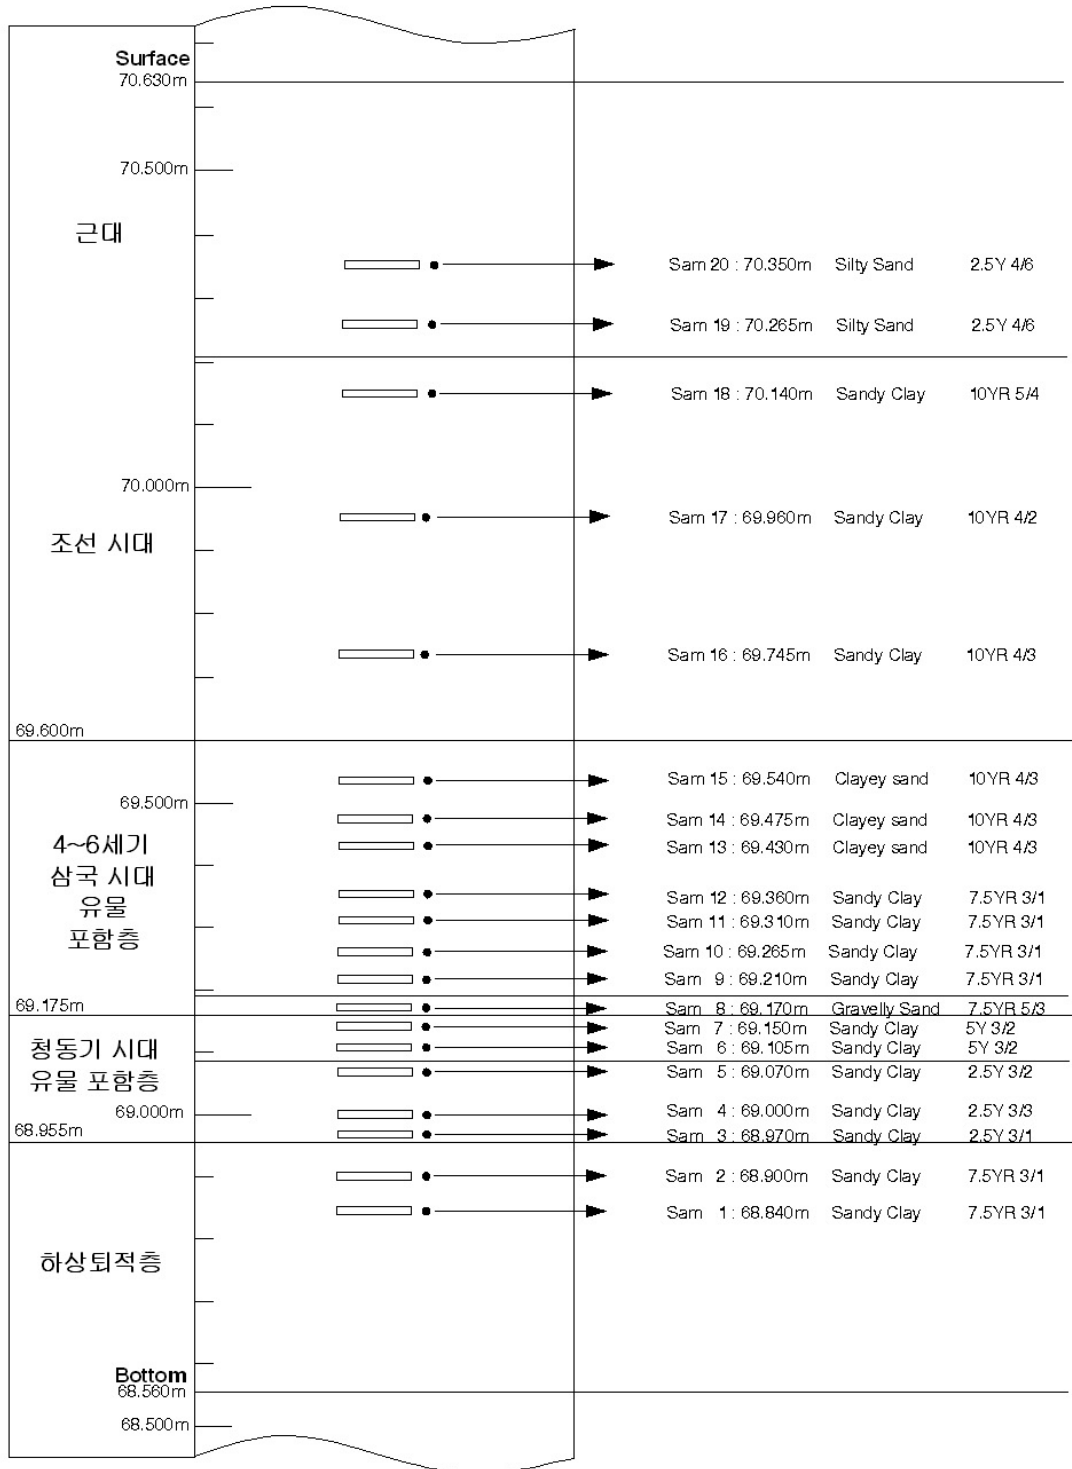 Surface
70.630m
70.500m
근대
Sam 20 : 70.350m Silty Sand 2.5Y 4/6
Sam 19 : 70.265m Silty Sand 2.5Y 4/6
Sam 18 : 70.140m Sandy Clay 10YR 5/4
70.000m
Sam 17 : 69.960m Sandy Clay 10YR 4/2
조선 시대
Sam 16 : 69.745m Sandy Clay 10YR 4/3
69.600m
Sam 15 : 69.540m Clayey sand 10YR 4/3
69.500m
Sam 14 : 69.475m Clayey sand 10YR 4/3
4~6세기
Sam 13 : 69.430m Clayey sand 10YR 4/3
삼국 시대
Sam 12 : 69.360m Sandy Clay 7.5YR 3/1
유물
Sam 11 : 69.310m Sandy Clay 7.5YR 3/1
포함층
Sam 10 : 69.265m Sandy Clay 7.5YR 3/1
Sam 9 : 69.210m Sandy Clay 7.5YR 3/1
69.175m
Sam 8 : 69.170m Gravelly Sand 7.5YR 5/3
Sam 7 : 69.150m Sandy Clay 5Y 3/2
청동기 시대
Sam 6 : 69.105m Sandy Clay 5Y 3/2
유물 포함층
Sam 5 : 69.070m Sandy Clay 2.5Y 3/2
69.000m
Sam 4 : 69.000m Sandy Clay 2.5Y 3/3
68.955m
Sam 3 : 68.970m Sandy Clay 2.5Y 3/1
Sam 2 : 68.900m Sandy Clay 7.5YR 3/1
Sam 1 : 68.840m Sandy Clay 7.5YR 3/1
하상퇴적층
Bottom
68.560m
68.500m